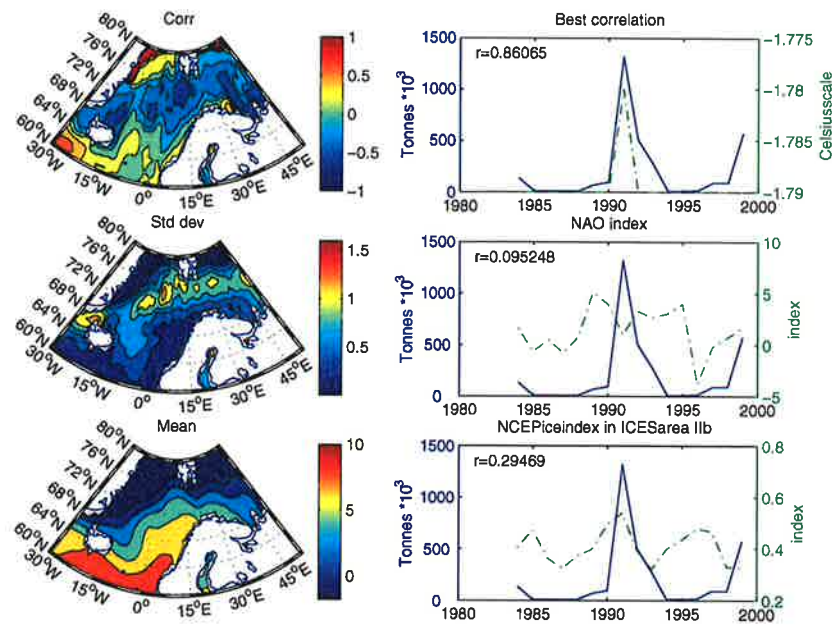 Corr
80°N
76°N
72°N
68°N
64°N
60°N
30°W
15°W
0°
15°E
30°E
45°E
1
0.5
0
−0.5
−1
Best correlation
r=0.86065
Tonnes *10³
1500
1000
500
0
1980
1985
1990
1995
2000
−1.775
−1.78
−1.785
−1.79
Celsiusscale
Std dev
80°N
76°N
72°N
68°N
64°N
60°N
30°W
15°W
0°
15°E
30°E
45°E
1.5
1
0.5
NAO index
r=0.095248
Tonnes *10³
1500
1000
500
0
1980
1985
1990
1995
2000
10
5
0
−5
index
Mean
80°N
76°N
72°N
68°N
64°N
60°N
30°W
15°W
0°
15°E
30°E
45°E
10
5
0
NCEPiceindex in ICESarea IIb
r=0.29469
Tonnes *10³
1500
1000
500
0
1980
1985
1990
1995
2000
0.8
0.6
0.4
0.2
index